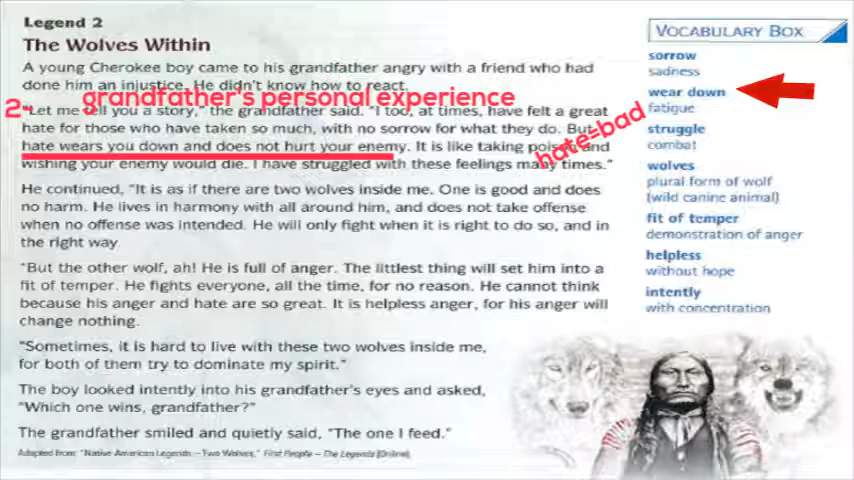 Legend 2
The Wolves Within
A young Cherokee boy came to his grandfather angry with a friend who had
done him an injustice. He didn't know how to react.
grandfather's personal experience
2-
"Let me tell you a story," the grandfather said. "I too, at times, have felt a great
hate for those who have taken so much, with no sorrow for what they do. But
hate wears you down and does not hurt your enemy. It is like taking poison and
hate=bad
wishing your enemy would die. I have struggled with these feelings many times."
He continued, "It is as if there are two wolves inside me. One is good and does
no harm. He lives in harmony with all around him, and does not take offense
when no offense was intended. He will only fight when it is right to do so, and in
the right way.
"But the other wolf, ah! He is full of anger. The littlest thing will set him into a
fit of temper. He fights everyone, all the time, for no reason. He cannot think
because his anger and hate are so great. It is helpless anger, for his anger will
change nothing.
"Sometimes, it is hard to live with these two wolves inside me,
for both of them try to dominate my spirit."
The boy looked intently into his grandfather's eyes and asked,
"Which one wins, grandfather?"
The grandfather smiled and quietly said, "The one I feed."
Adapted from: "Native American Legends – Two Wolves," First People – The Legends [Online].
VOCABULARY BOX
sorrow
sadness
wear down
fatigue
struggle
combat
wolves
plural form of wolf
(wild canine animal)
fit of temper
demonstration of anger
helpless
without hope
intently
with concentration